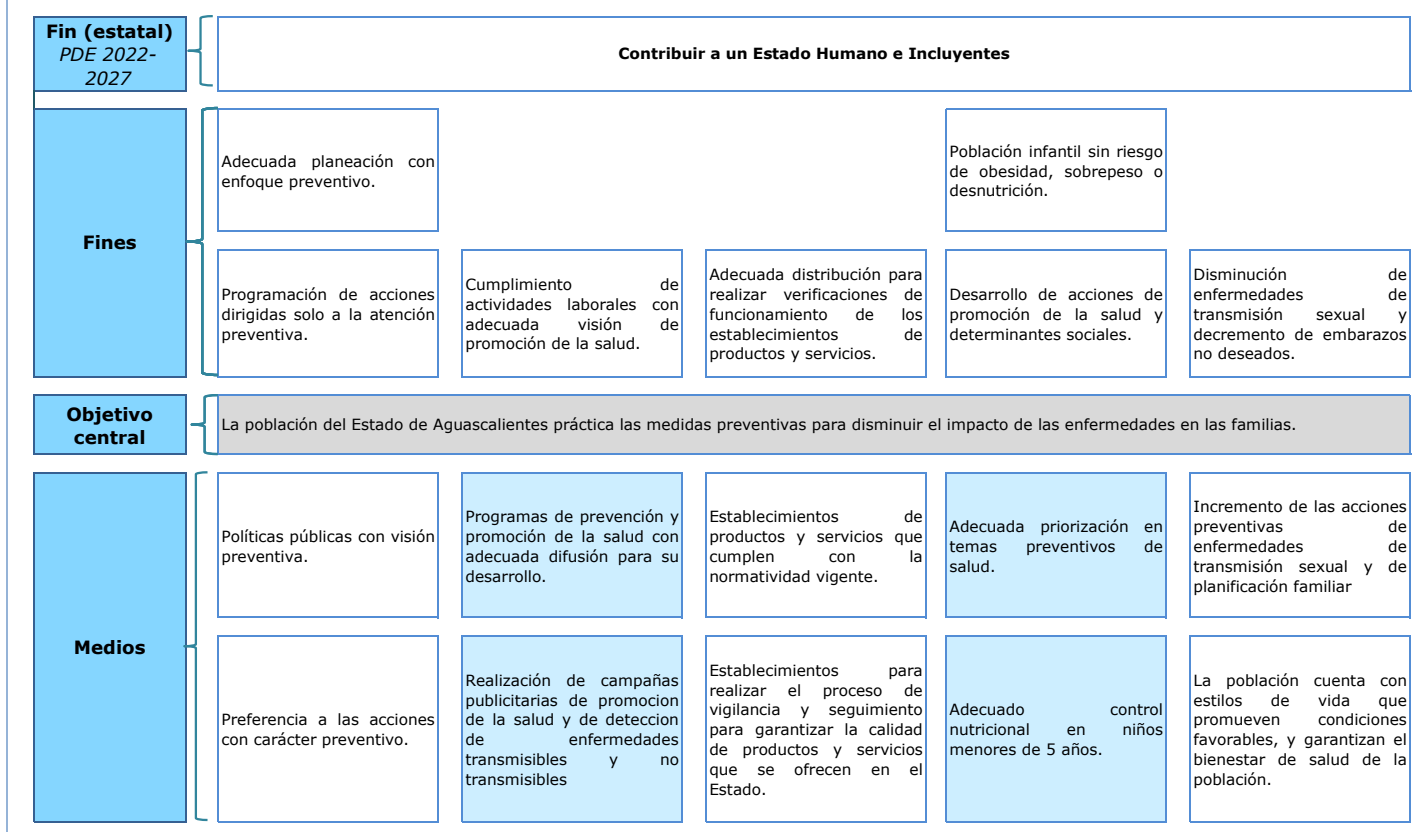 Fin (estatal)
PDE 2022-
2027
Contribuir a un Estado Humano e Incluyentes
Fines
Adecuada planeación con
enfoque preventivo.
Población infantil sin riesgo
de obesidad, sobrepeso o
desnutrición.
Programación de acciones
dirigidas solo a la atención
preventiva.
Cumplimiento de
actividades laborales con
adecuada visión de
promoción de la salud.
Adecuada distribución para
realizar verificaciones de
funcionamiento de los
establecimientos de
productos y servicios.
Desarrollo de acciones de
promoción de la salud y
determinantes sociales.
Disminución de
enfermedades de
transmisión sexual y
decremento de embarazos
no deseados.
Objetivo
central
La población del Estado de Aguascalientes práctica las medidas preventivas para disminuir el impacto de las enfermedades en las familias.
Medios
Políticas públicas con visión
preventiva.
Programas de prevención y
promoción de la salud con
adecuada difusión para su
desarrollo.
Establecimientos de
productos y servicios que
cumplen con la
normatividad vigente.
Adecuada priorización en
temas preventivos de
salud.
Incremento de las acciones
preventivas de
enfermedades de
transmisión sexual y de
planificación familiar
Preferencia a las acciones
con carácter preventivo.
Realización de campañas
publicitarias de promocion
de la salud y de deteccion
de enfermedades
transmisibles y no
transmisibles
Establecimientos para
realizar el proceso de
vigilancia y seguimiento
para garantizar la calidad
de productos y servicios
que se ofrecen en el
Estado.
Adecuado control
nutricional en niños
menores de 5 años.
La población cuenta con
estilos de vida que
promueven condiciones
favorables, y garantizan el
bienestar de salud de la
población.